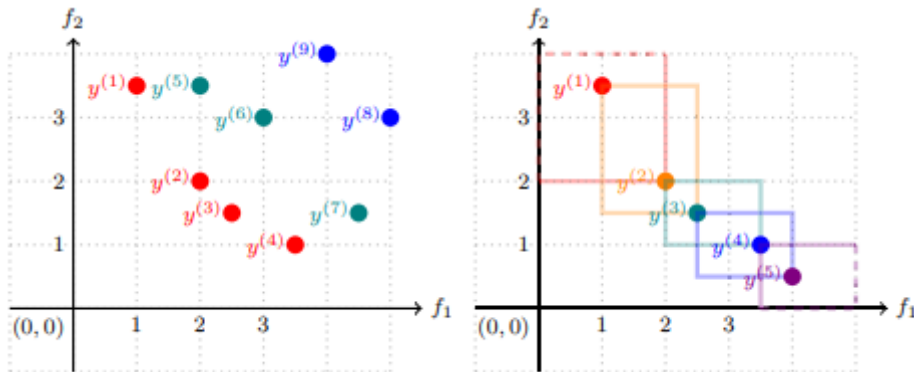 f₂
y⁽⁹⁾
y⁽¹⁾ y⁽⁵⁾
3 y⁽⁶⁾ y⁽⁸⁾
2 y⁽²⁾
y⁽³⁾ y⁽⁷⁾
1 y⁽⁴⁾
f₁
(0, 0) 1 2 3
f₂
y⁽¹⁾
3
2 y⁽²⁾
y⁽³⁾
1 y⁽⁴⁾
y⁽⁵⁾
f₁
(0, 0) 1 2 3